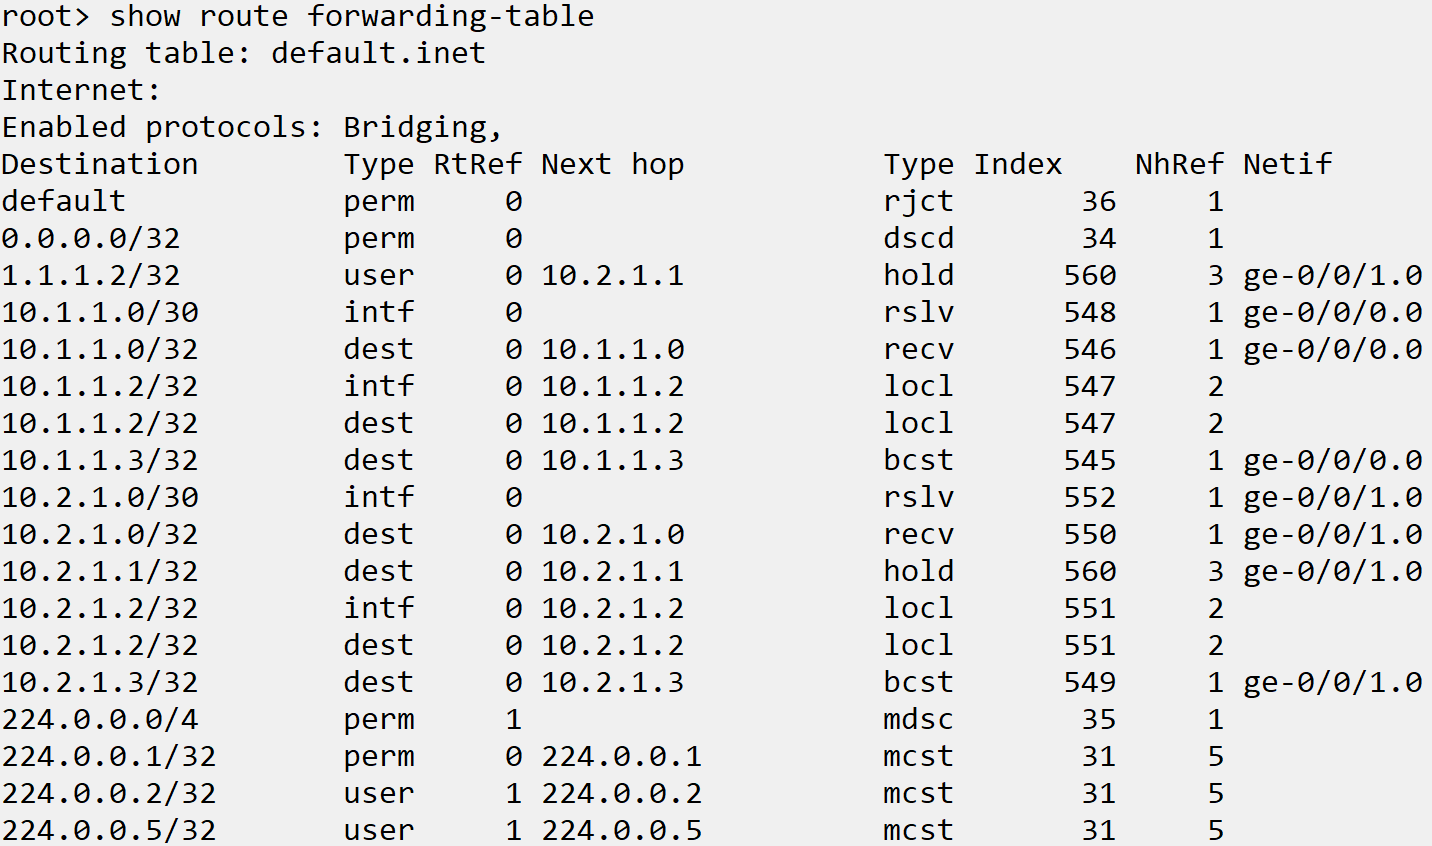 root> show route forwarding-table
Routing table: default.inet
Internet:
Enabled protocols: Bridging,
Destination        Type RtRef Next hop           Type Index    NhRef Netif
default            perm     0                    rjct       36     1
0.0.0.0/32         perm     0                    dscd       34     1
1.1.1.2/32         user     0 10.2.1.1           hold      560     3 ge-0/0/1.0
10.1.1.0/30        intf     0                    rslv      548     1 ge-0/0/0.0
10.1.1.0/32        dest     0 10.1.1.0           recv      546     1 ge-0/0/0.0
10.1.1.2/32        intf     0 10.1.1.2           locl      547     2
10.1.1.2/32        dest     0 10.1.1.2           locl      547     2
10.1.1.3/32        dest     0 10.1.1.3           bcst      545     1 ge-0/0/0.0
10.2.1.0/30        intf     0                    rslv      552     1 ge-0/0/1.0
10.2.1.0/32        dest     0 10.2.1.0           recv      550     1 ge-0/0/1.0
10.2.1.1/32        dest     0 10.2.1.1           hold      560     3 ge-0/0/1.0
10.2.1.2/32        intf     0 10.2.1.2           locl      551     2
10.2.1.2/32        dest     0 10.2.1.2           locl      551     2
10.2.1.3/32        dest     0 10.2.1.3           bcst      549     1 ge-0/0/1.0
224.0.0.0/4        perm     1                    mdsc       35     1
224.0.0.1/32       perm     0 224.0.0.1          mcst       31     5
224.0.0.2/32       user     1 224.0.0.2          mcst       31     5
224.0.0.5/32       user     1 224.0.0.5          mcst       31     5